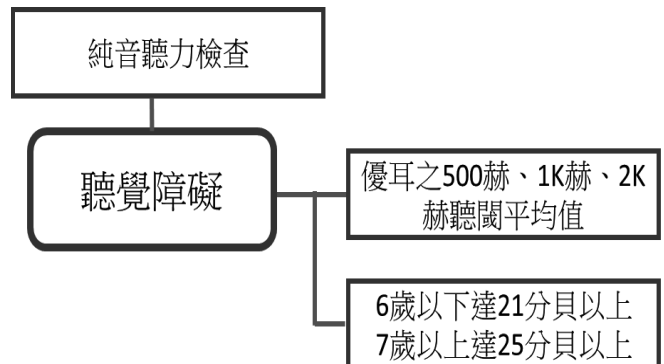 純音聽力檢查
聽覺障礙
優耳之500赫、1K赫、2K
赫聽閾平均值
6歲以下達21分貝以上
7歲以上達25分貝以上